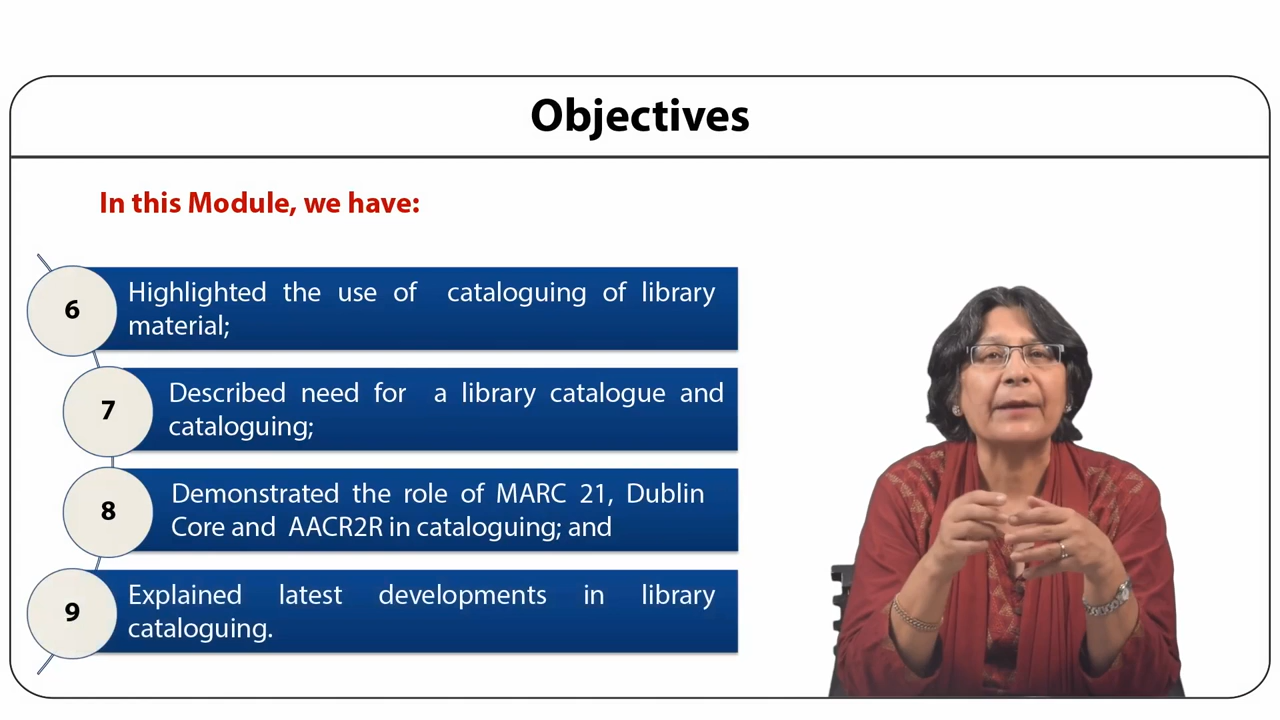 Objectives
In this Module, we have:
6
Highlighted the use of cataloguing of library
material;
7
Described need for a library catalogue and
cataloguing;
8
Demonstrated the role of MARC 21, Dublin
Core and AACR2R in cataloguing; and
9
Explained latest developments in library
cataloguing.